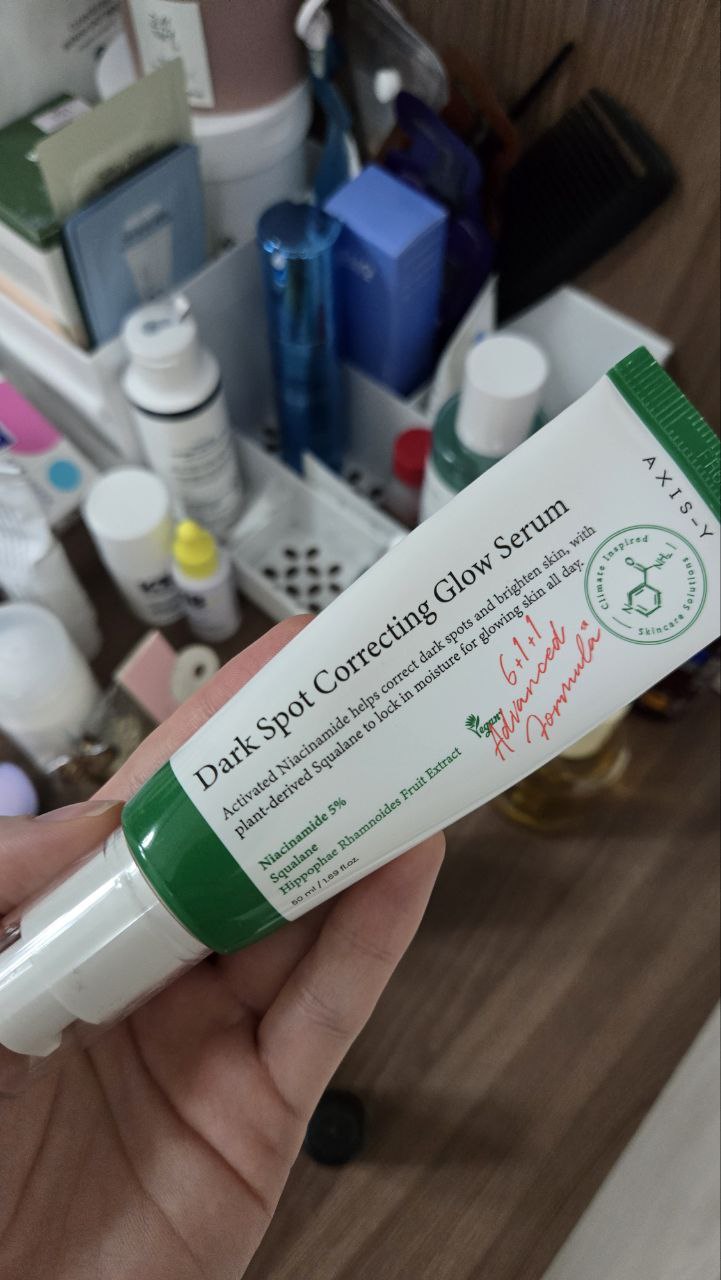 AXIS-Y
Climate Inspired
Skincare Solutions
O
NH₂
N
Dark Spot Correcting Glow Serum
Activated Niacinamide helps correct dark spots and brighten skin, with
plant-derived Squalane to lock in moisture for glowing skin all day.
Vegan
6+1+1
Advanced
Formula"
Niacinamide 5%
Squalane
Hippophae Rhamnoides Fruit Extract
50 ml / 1.69 fl.oz.